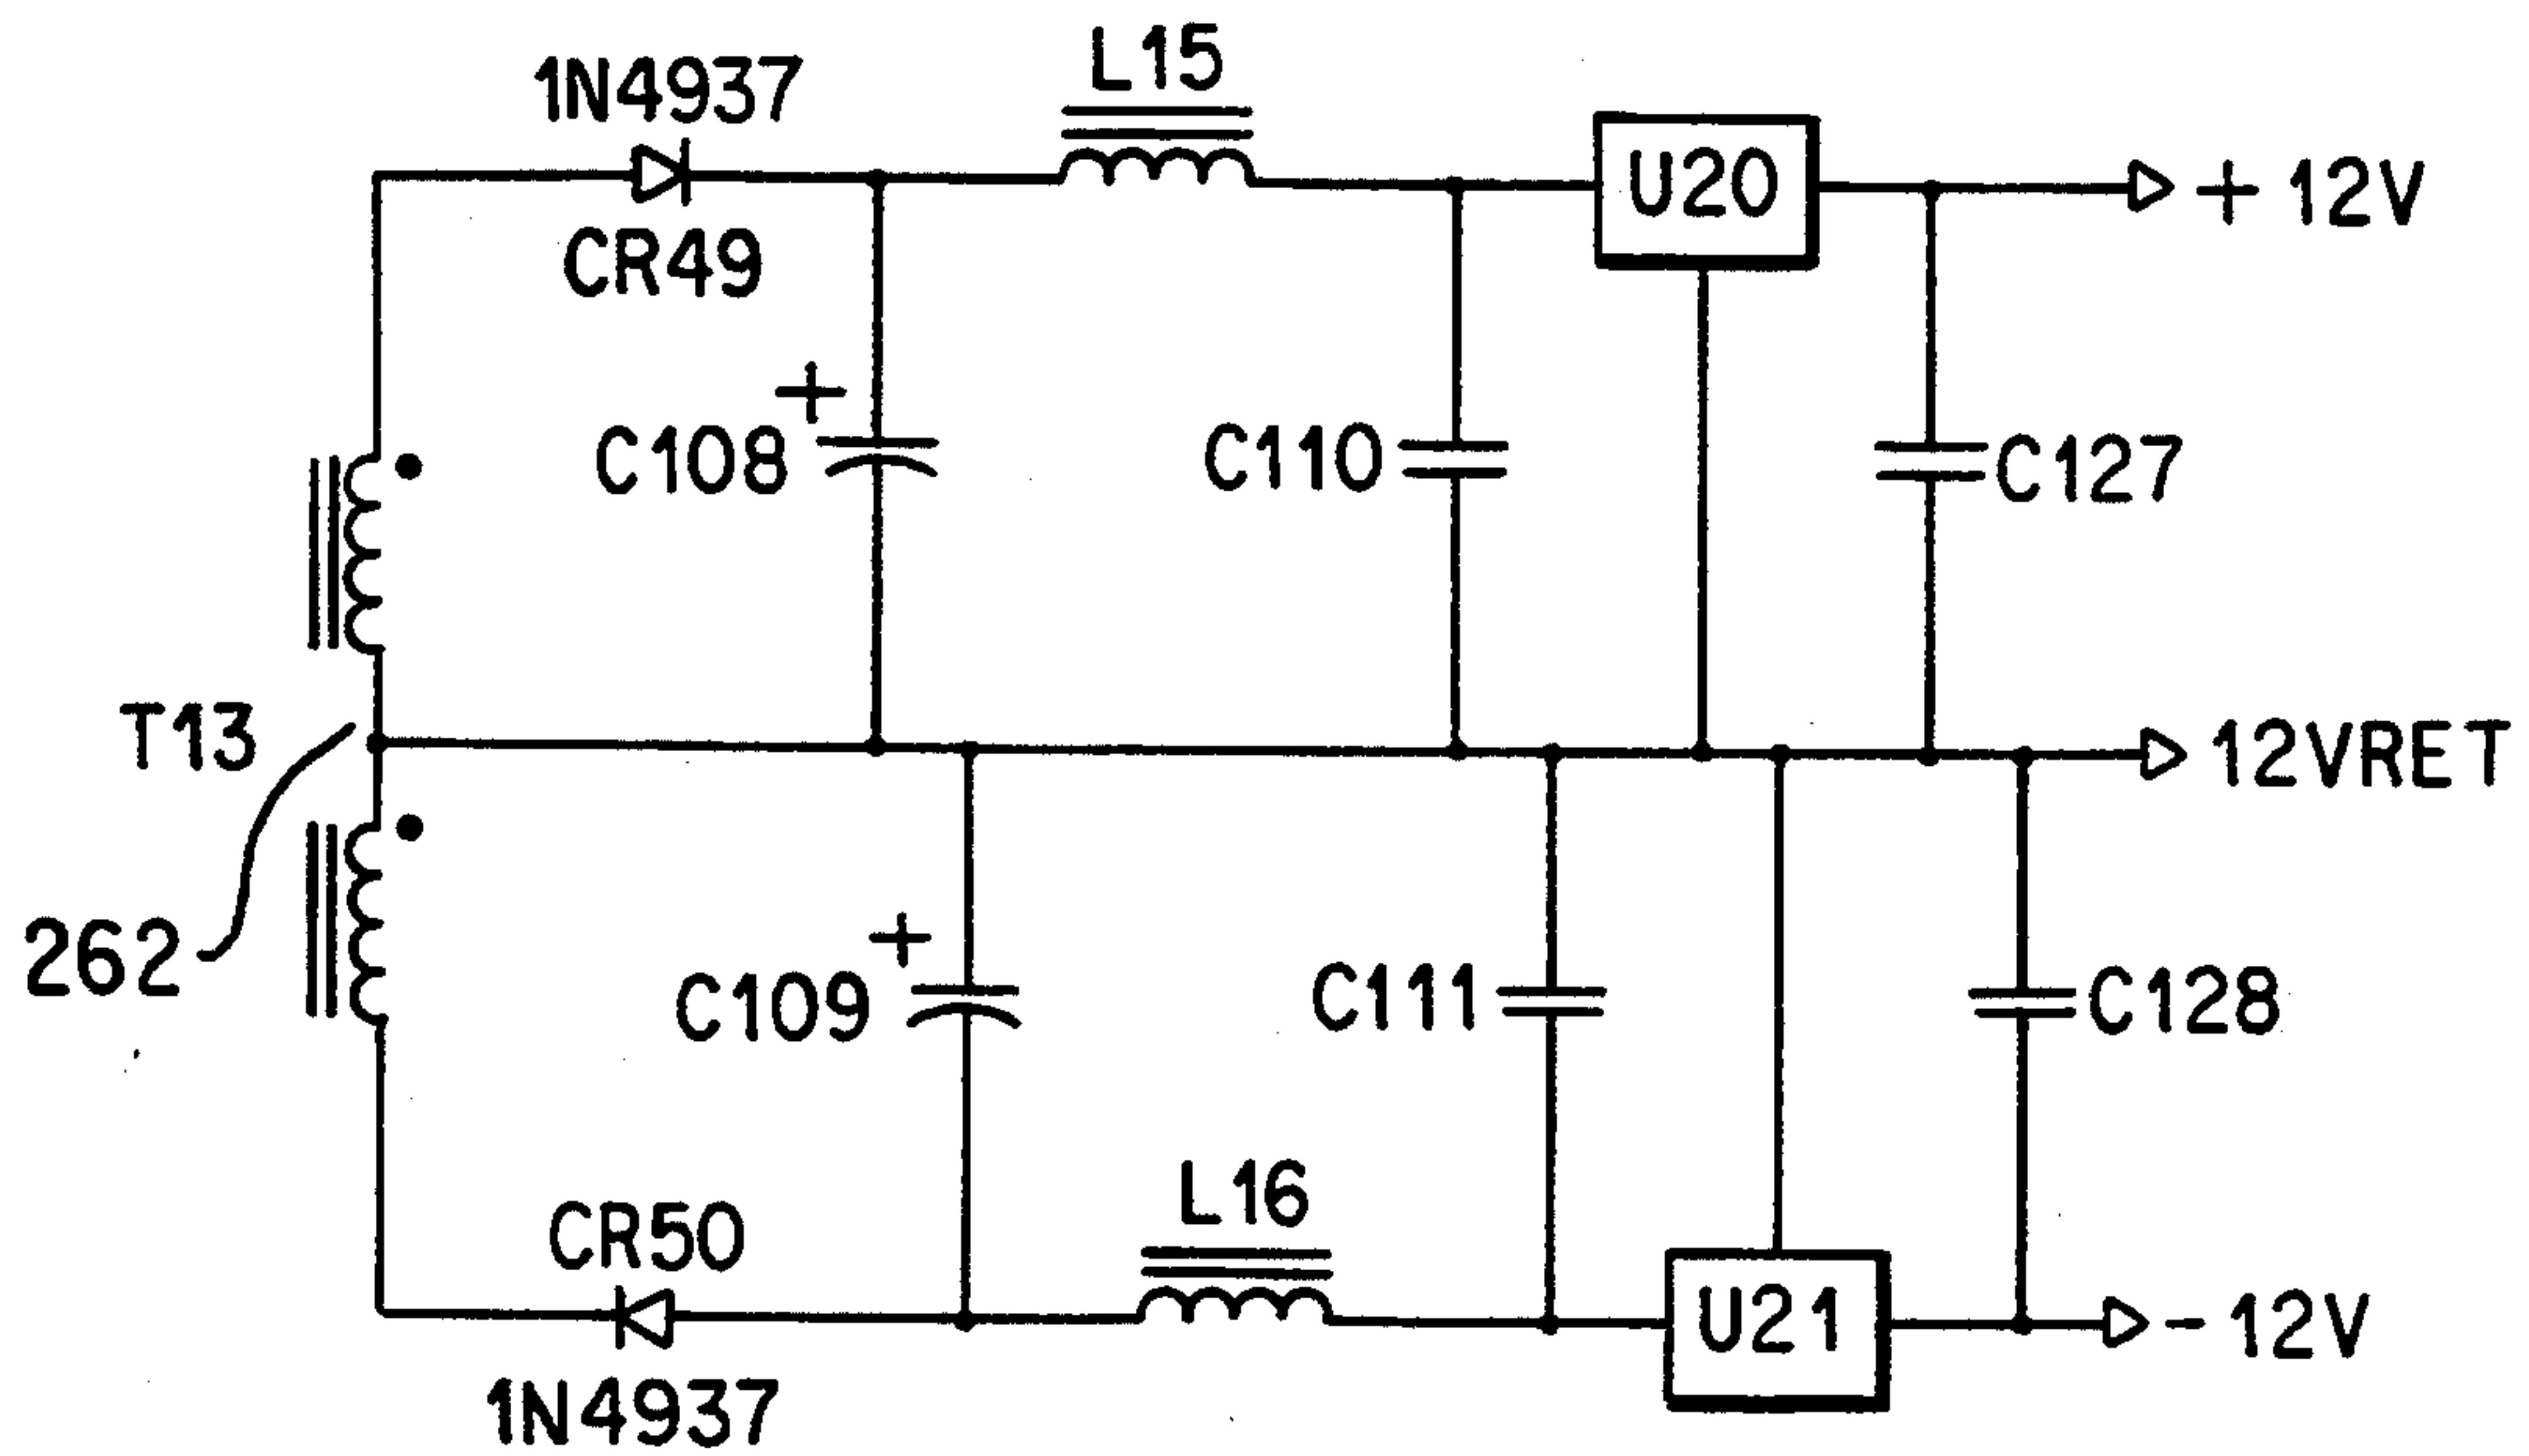 L15
1N4937
CR49
U20
+ 12V
+
C108
C110
C127
T13
12VRET
262
+
C109
C111
C128
L16
CR50
U21
- 12V
1N4937